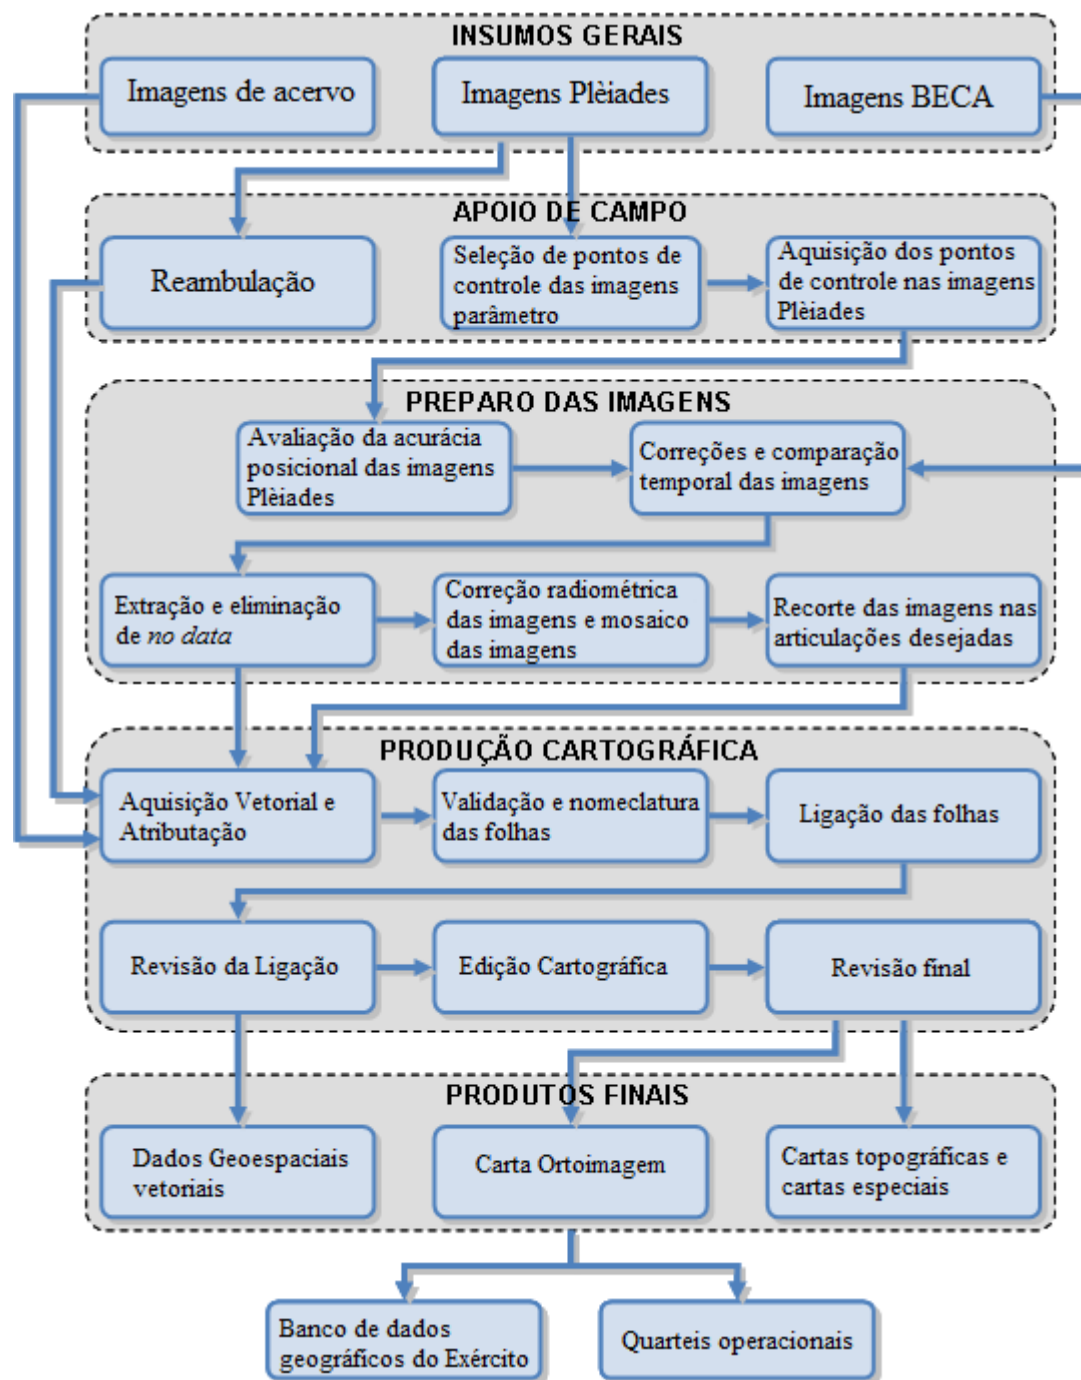 INSUMOS GERAIS
Imagens de acervo
Imagens Plèiades
Imagens BECA
APOIO DE CAMPO
Reambulação
Seleção de pontos de
controle das imagens
parâmetro
Aquisição dos pontos
de controle nas imagens
Plèiades
PREPARO DAS IMAGENS
Avaliação da acurácia
posicional das imagens
Plèiades
Correções e comparação
temporal das imagens
Extração e eliminação
de no data
Correção radiométrica
das imagens e mosaico
das imagens
Recorte das imagens nas
articulações desejadas
PRODUÇÃO CARTOGRÁFICA
Aquisição Vetorial e
Atributação
Validação e nomeclatura
das folhas
Ligação das folhas
Revisão da Ligação
Edição Cartográfica
Revisão final
PRODUTOS FINAIS
Dados Geoespaciais
vetoriais
Carta Ortoimagem
Cartas topográficas e
cartas especiais
Banco de dados
geográficos do Exército
Quarteis operacionais